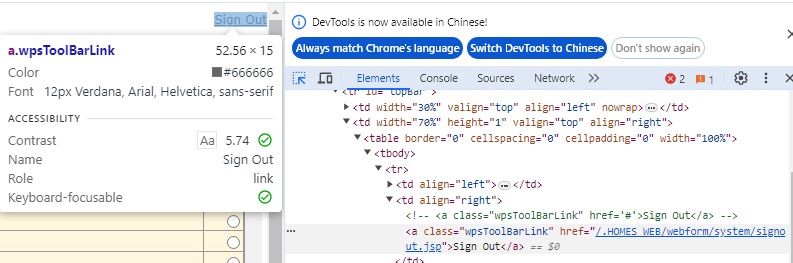 Sign Out
a.wpsToolBarLink 52.56 × 15
Color #666666
Font 12px Verdana, Arial, Helvetica, sans-serif
ACCESSIBILITY
Contrast Aa 5.74
Name Sign Out
Role link
Keyboard-focusable
DevTools is now available in Chinese!
Always match Chrome's language Switch DevTools to Chinese Don't show again
Elements Console Sources Network 2 1
<tr id="topBar">
<td width="30%" valign="top" align="left" nowrap>…</td>
<td width="70%" height="1" valign="top" align="right">
<table border="0" cellspacing="0" cellpadding="0" width="100%">
<tbody>
<tr>
<td align="left">…</td>
<td align="right">
<!-- <a class="wpsToolBarLink" href='#'>Sign Out</a> -->
<a class="wpsToolBarLink" href="/.HOMES_WEB/webform/system/signo
ut.jsp">Sign Out</a> == $0
</td>